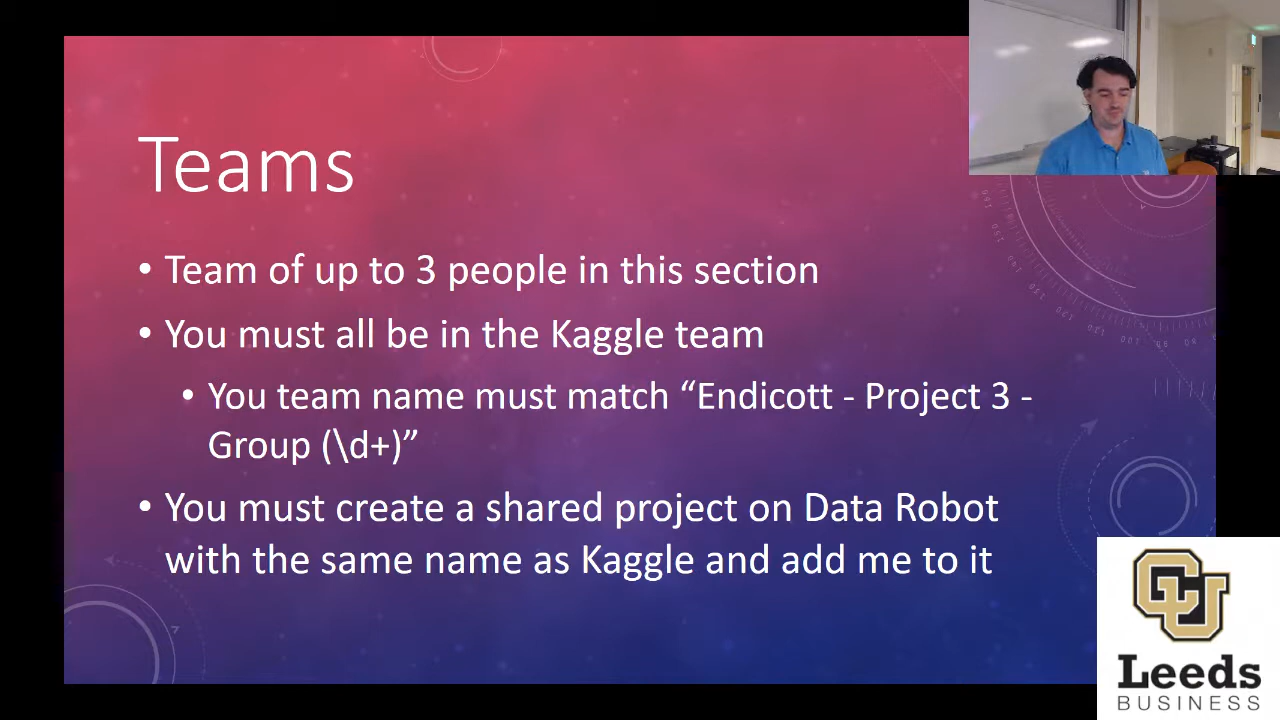 Teams
• Team of up to 3 people in this section
• You must all be in the Kaggle team
• You team name must match “Endicott - Project 3 -
Group (\d+)”
• You must create a shared project on Data Robot
with the same name as Kaggle and add me to it
CU
Leeds
BUSINESS